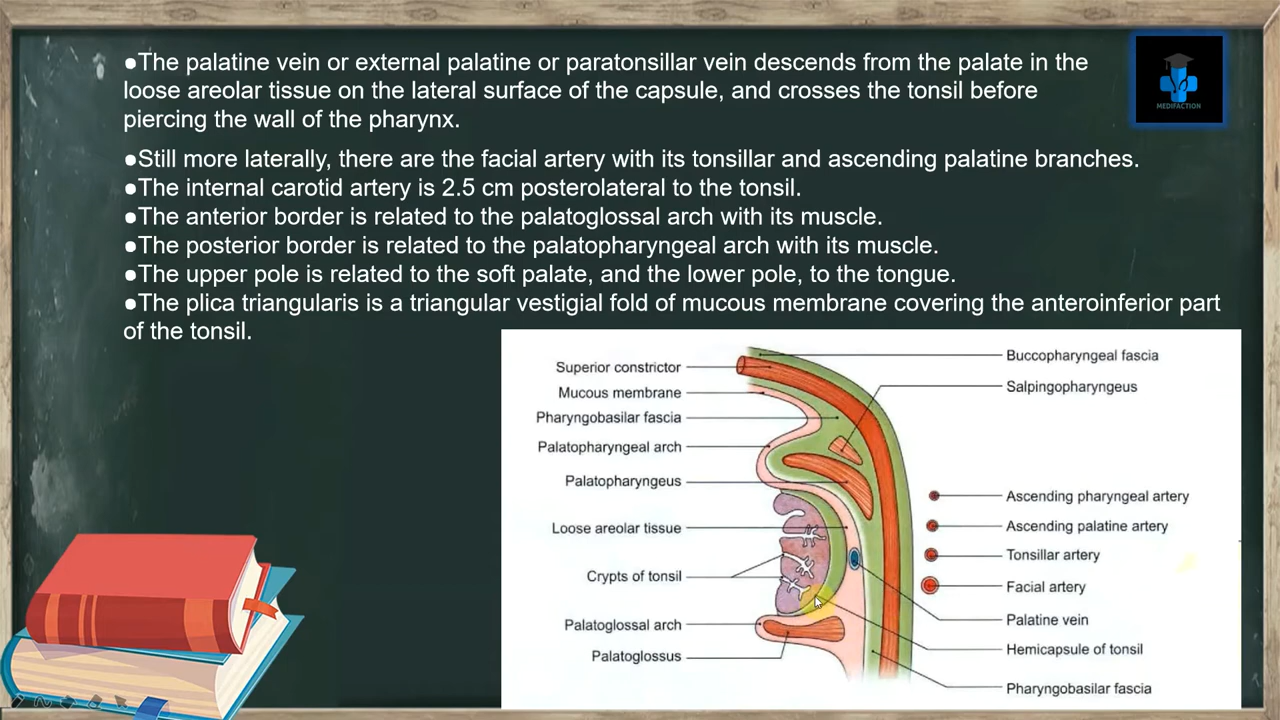 ●The palatine vein or external palatine or paratonsillar vein descends from the palate in the
loose areolar tissue on the lateral surface of the capsule, and crosses the tonsil before
piercing the wall of the pharynx.
●Still more laterally, there are the facial artery with its tonsillar and ascending palatine branches.
●The internal carotid artery is 2.5 cm posterolateral to the tonsil.
●The anterior border is related to the palatoglossal arch with its muscle.
●The posterior border is related to the palatopharyngeal arch with its muscle.
●The upper pole is related to the soft palate, and the lower pole, to the tongue.
●The plica triangularis is a triangular vestigial fold of mucous membrane covering the anteroinferior part
of the tonsil.
MEDIFACTION
Superior constrictor
Mucous membrane
Pharyngobasilar fascia
Palatopharyngeal arch
Palatopharyngeus
Loose areolar tissue
Crypts of tonsil
Palatoglossal arch
Palatoglossus
Buccopharyngeal fascia
Salpingopharyngeus
Ascending pharyngeal artery
Ascending palatine artery
Tonsillar artery
Facial artery
Palatine vein
Hemicapsule of tonsil
Pharyngobasilar fascia